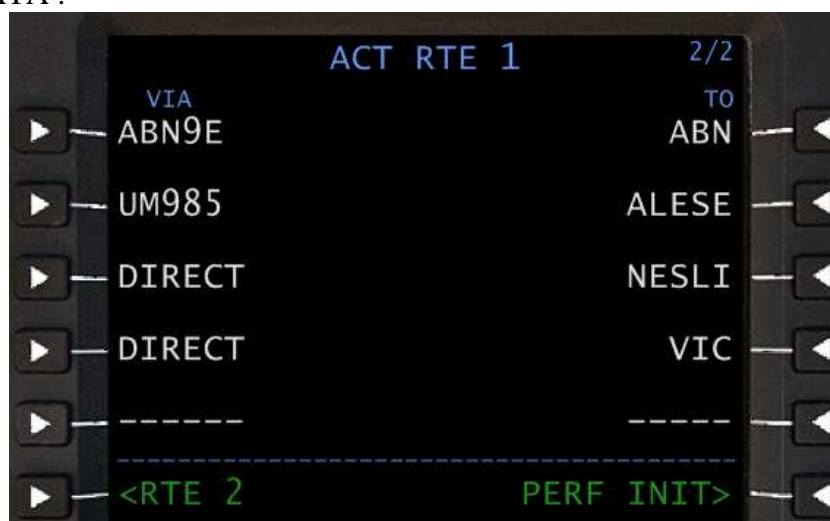 ACT RTE 1 2/2
VIA TO
ABN9E ABN
UM985 ALESE
DIRECT NESLI
DIRECT VIC
------ -----
<RTE 2 PERF INIT>